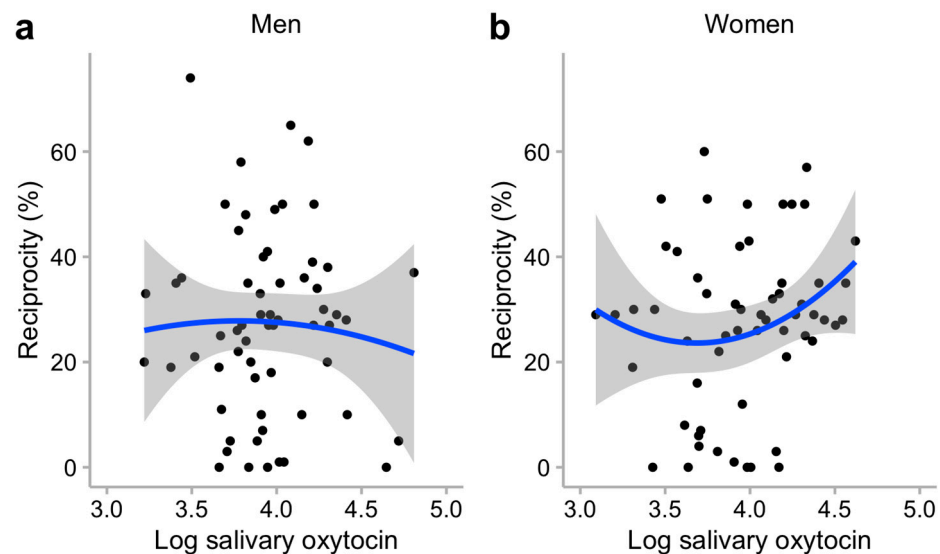 a
Men
Reciprocity (%)
60
40
20
0
3.0 3.5 4.0 4.5 5.0
Log salivary oxytocin
b
Women
Reciprocity (%)
60
40
20
0
3.0 3.5 4.0 4.5 5.0
Log salivary oxytocin